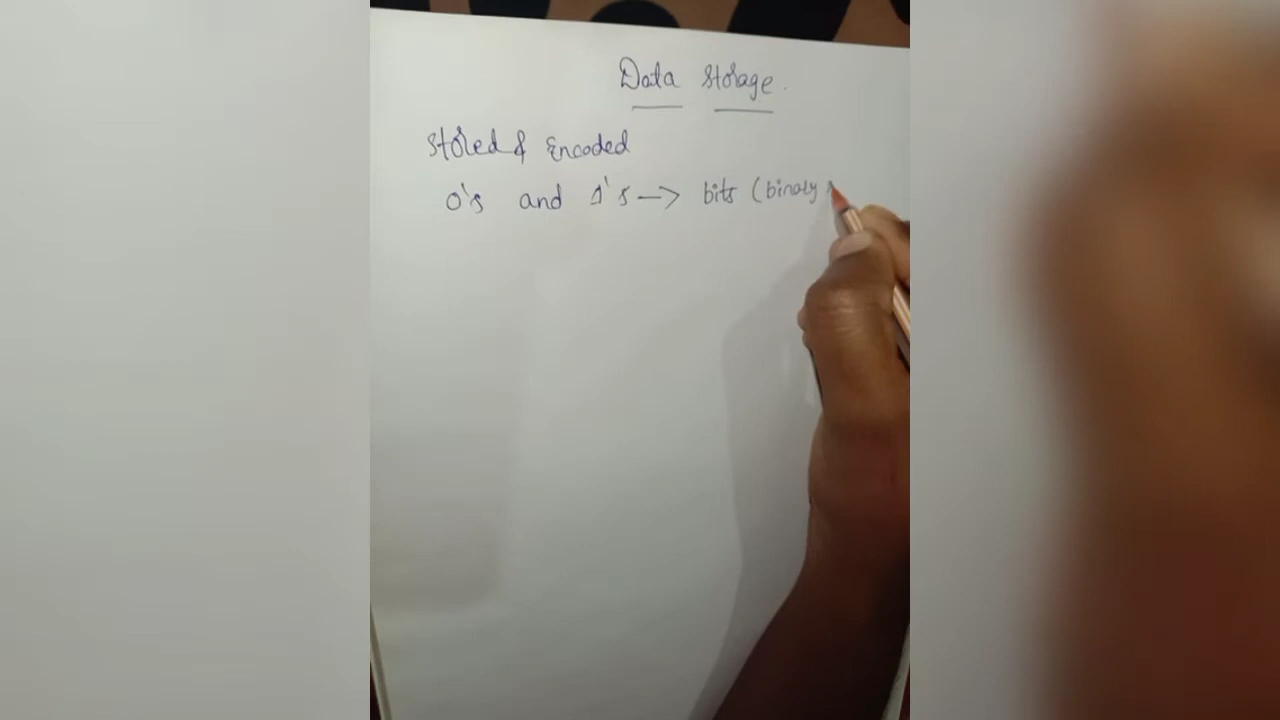 Data Storage.
Stored & Encoded
0's and 1's → bits (binary